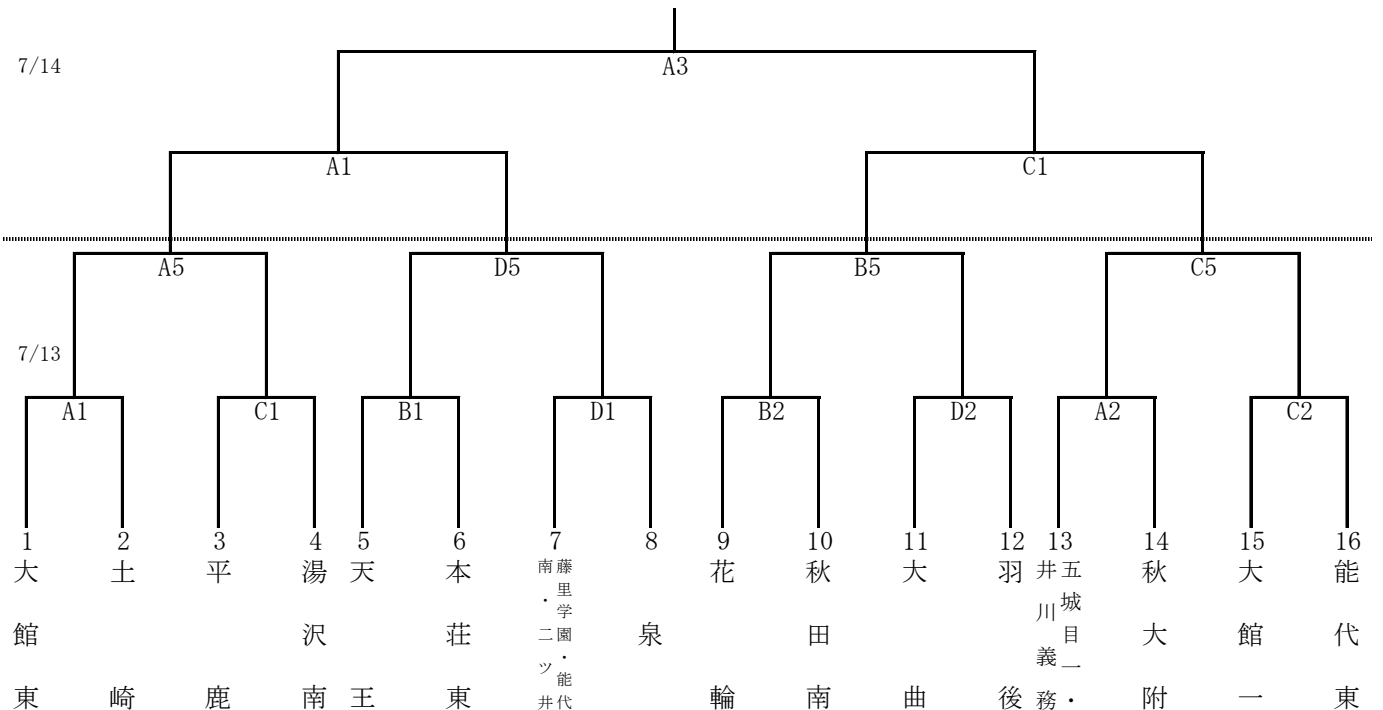 7/14
A3
A1 C1
A5 D5 B5 C5
7/13
A1 C1 B1 D1 B2 D2 A2 C2
1 2 3 4 5 6 7 8 9 10 11 12 13 14 15 16
大館東
土崎
平鹿
湯沢南
天王
本荘東
藤里学園・能代
南・二ツ井
泉
花輪
秋田南
大曲
羽後
五城目一・
井川義務
秋大附
大館一
能代東